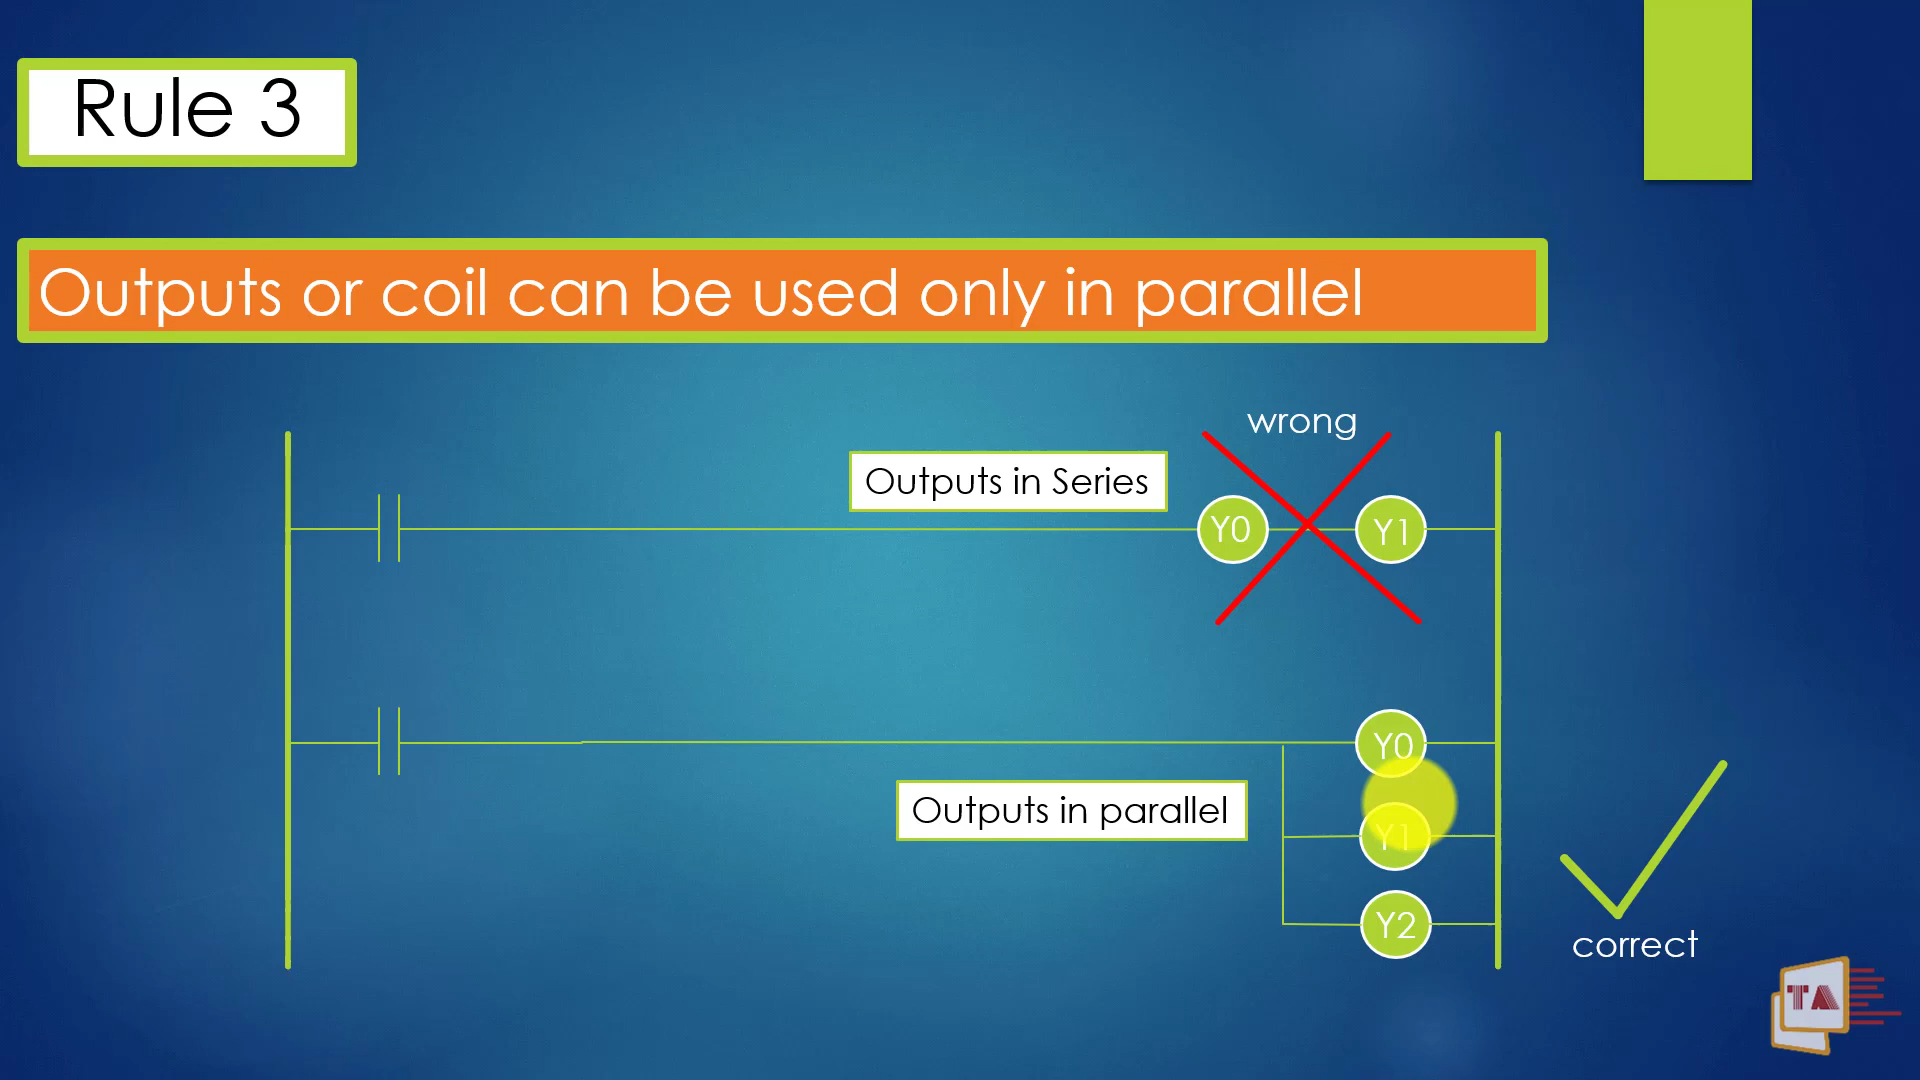 Rule 3
Outputs or coil can be used only in parallel
wrong
Outputs in Series
Y0
Y1
Y0
Outputs in parallel
Y1
Y2
correct
TA